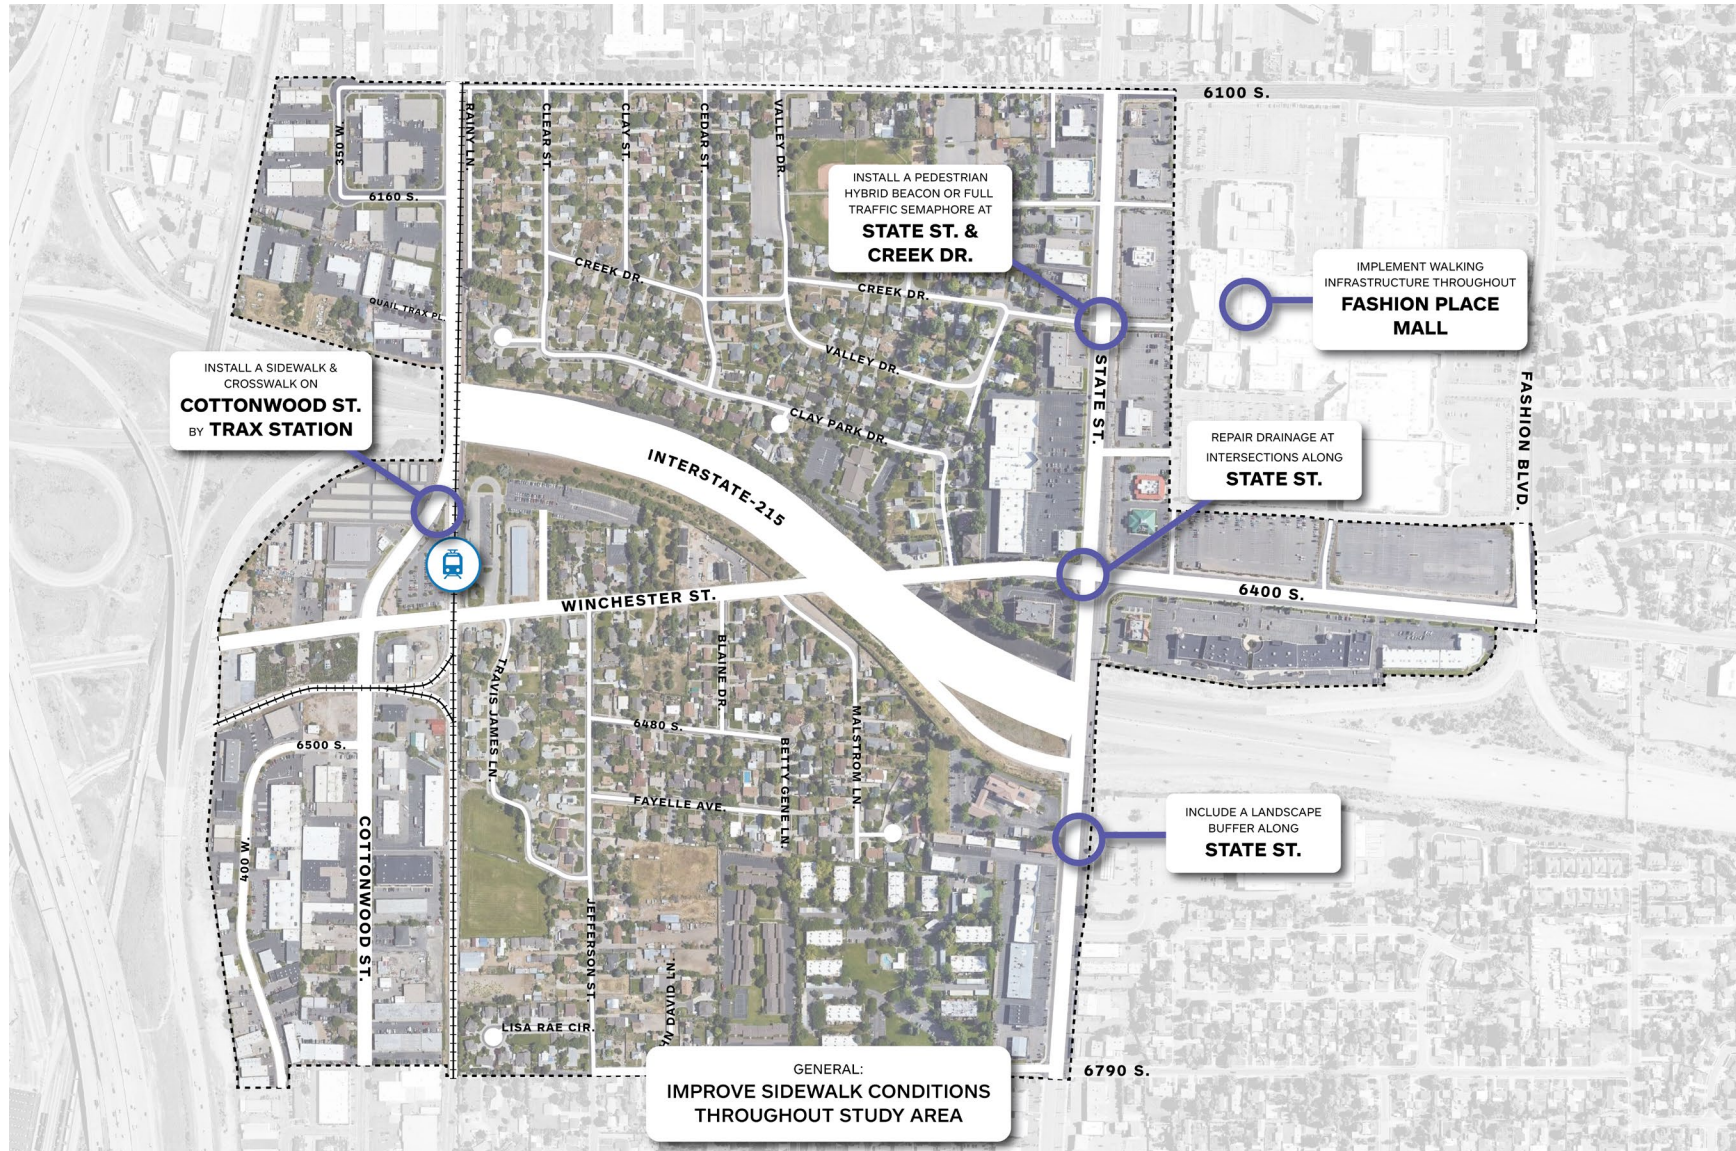 6100 S.
RAINY LN.
CLEAR ST.
CLAY ST.
CEDAR ST.
VALLEY DR.
350 W.
6160 S.
INSTALL A PEDESTRIAN
HYBRID BEACON OR FULL
TRAFFIC SEMAPHORE AT
STATE ST. &
CREEK DR.
CREEK DR.
CREEK DR.
QUAIL TRAX PL.
IMPLEMENT WALKING
INFRASTRUCTURE THROUGHOUT
FASHION PLACE
MALL
VALLEY DR.
STATE ST.
FASHION BLVD.
INSTALL A SIDEWALK &
CROSSWALK ON
COTTONWOOD ST.
BY TRAX STATION
CLAY PARK DR.
INTERSTATE-215
REPAIR DRAINAGE AT
INTERSECTIONS ALONG
STATE ST.
WINCHESTER ST.
6400 S.
TRAVIS JAMES LN.
BLAINE DR.
6480 S.
MALSTROM LN.
BETTY GENE LN.
6500 S.
FAYELLE AVE.
INCLUDE A LANDSCAPE
BUFFER ALONG
STATE ST.
400 W.
COTTONWOOD ST.
JEFFERSON ST.
DAVID LN.
LISA RAE CIR.
GENERAL:
IMPROVE SIDEWALK CONDITIONS
THROUGHOUT STUDY AREA
6790 S.